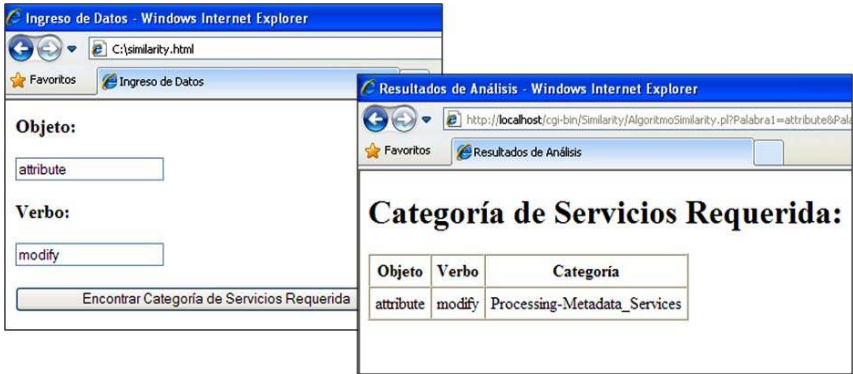 Ingreso de Datos - Windows Internet Explorer
C:\similarity.html
Favoritos
Ingreso de Datos
Objeto:
attribute
Verbo:
modify
Encontrar Categoría de Servicios Requerida
Resultados de Análisis - Windows Internet Explorer
http://localhost/cgi-bin/Similarity/AlgoritmoSimilarity.pl?Palabra1=attribute&Pala
Favoritos
Resultados de Análisis
Categoría de Servicios Requerida:
Objeto Verbo Categoría
attribute modify Processing-Metadata_Services